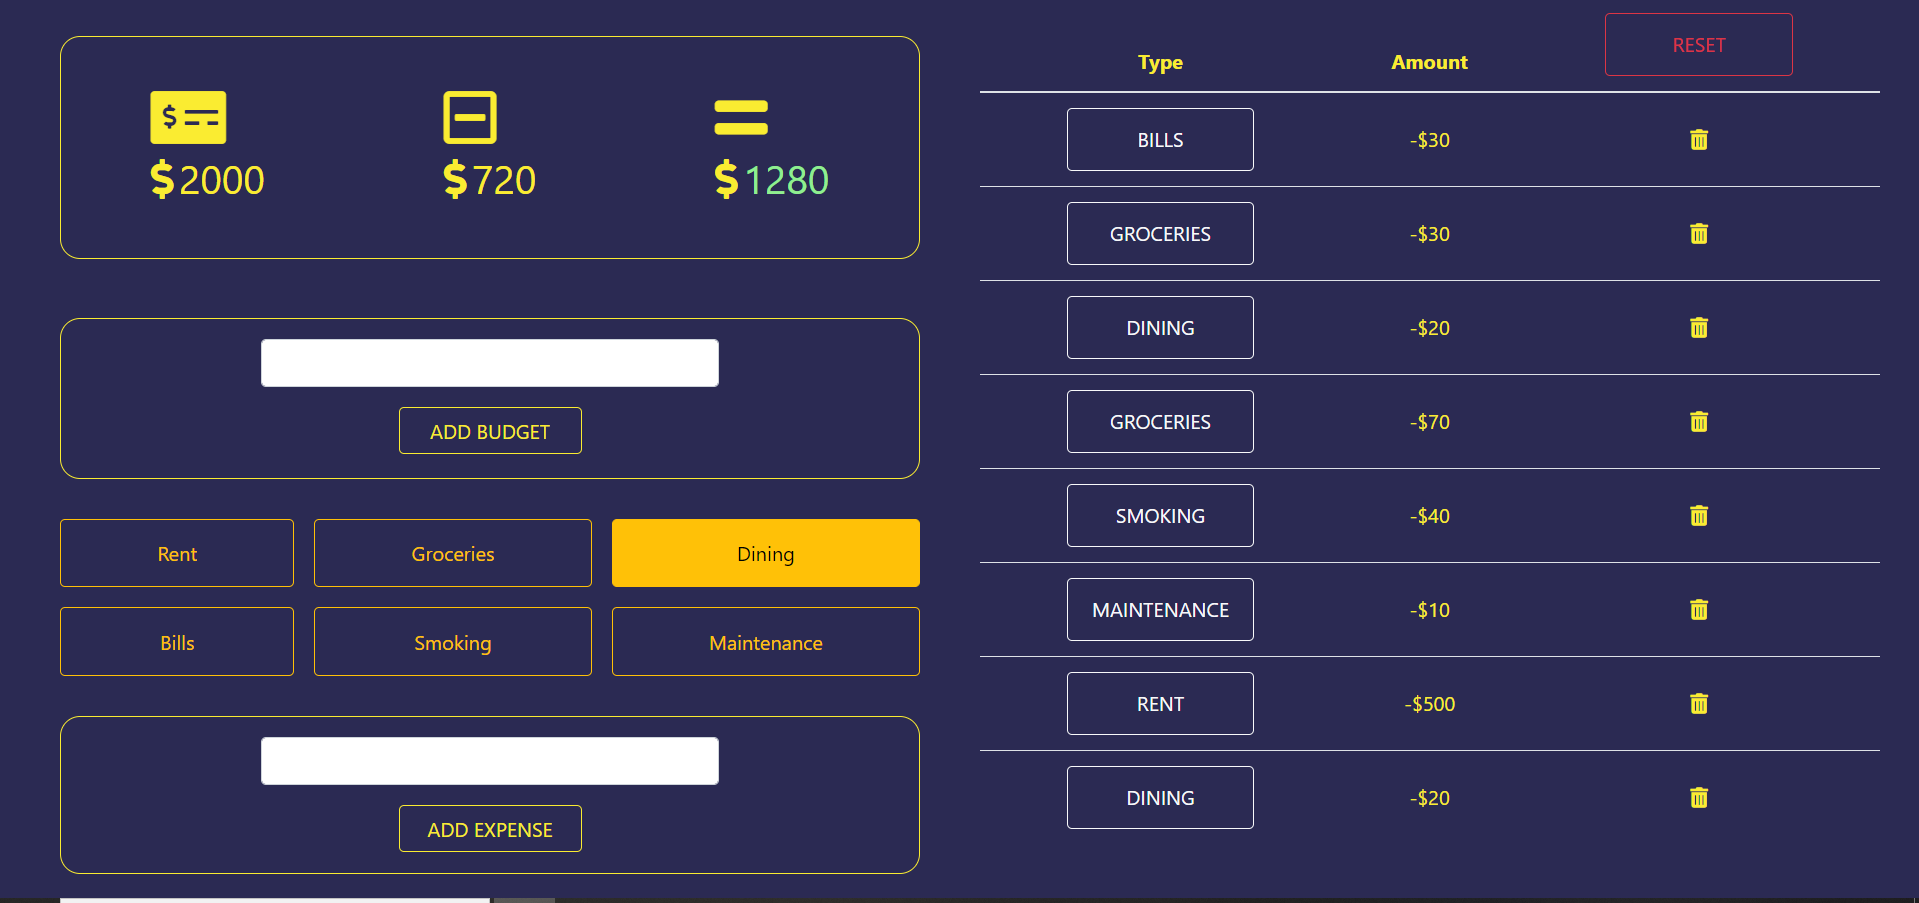 $2000 $720 $1280
ADD BUDGET
Rent Groceries Dining
Bills Smoking Maintenance
ADD EXPENSE
Type Amount RESET
BILLS -$30
GROCERIES -$30
DINING -$20
GROCERIES -$70
SMOKING -$40
MAINTENANCE -$10
RENT -$500
DINING -$20